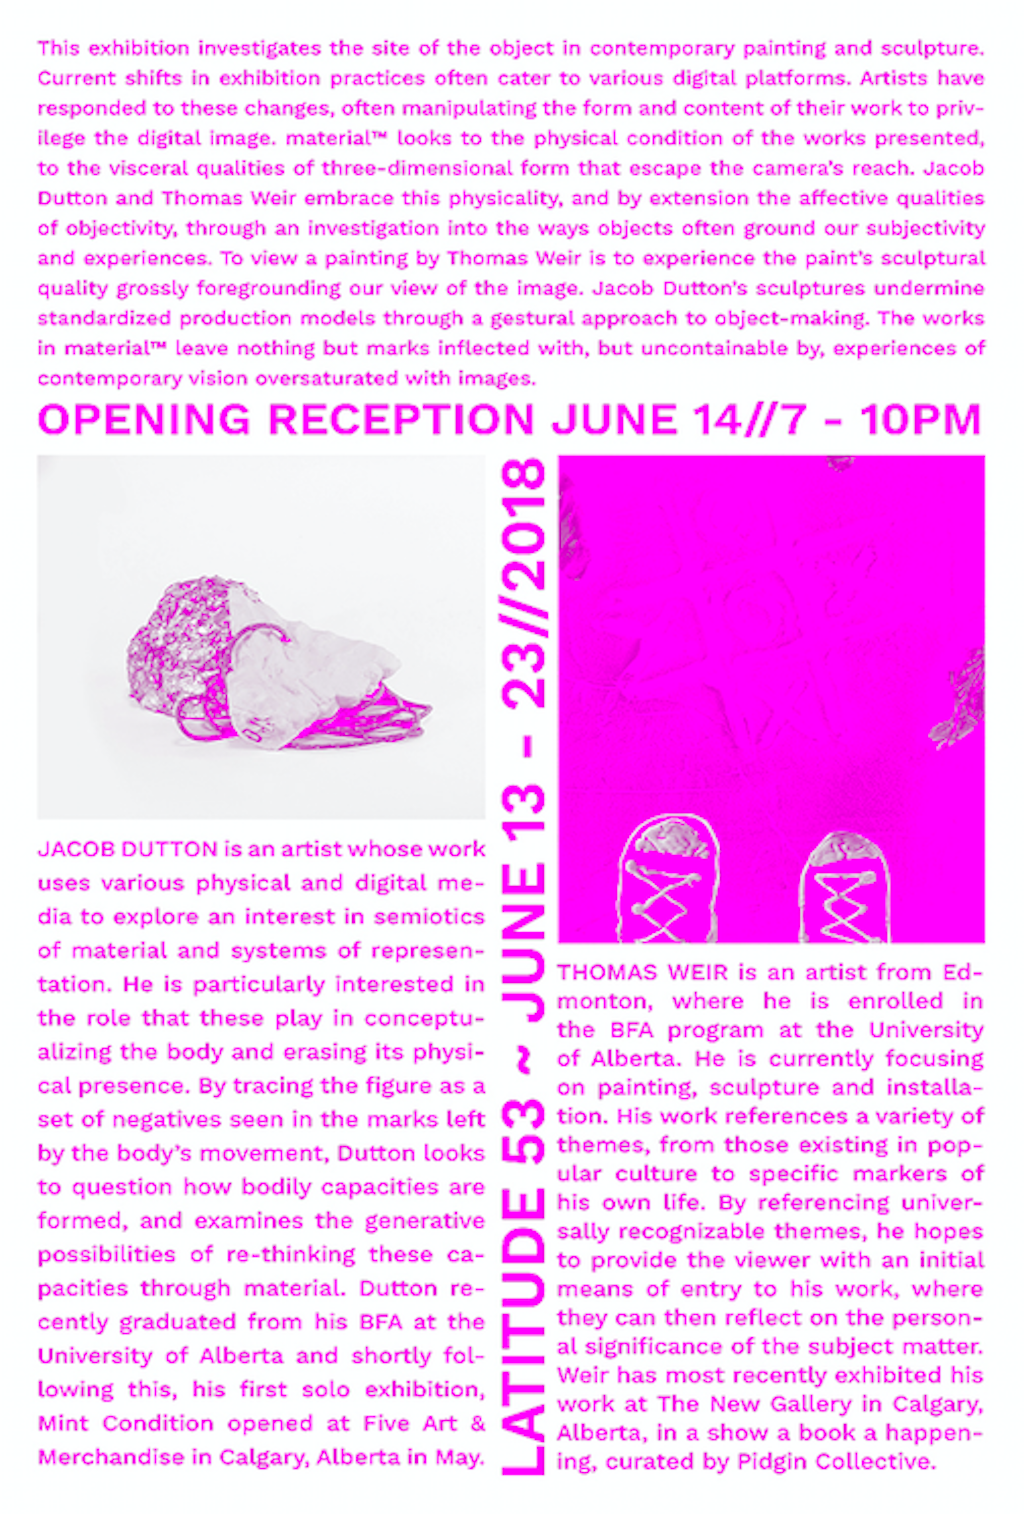 This exhibition investigates the site of the object in contemporary painting and sculpture.
Current shifts in exhibition practices often cater to various digital platforms. Artists have
responded to these changes, often manipulating the form and content of their work to priv-
ilege the digital image. material™ looks to the physical condition of the works presented,
to the visceral qualities of three-dimensional form that escape the camera's reach. Jacob
Dutton and Thomas Weir embrace this physicality, and by extension the affective qualities
of objectivity, through an investigation into the ways objects often ground our subjectivity
and experiences. To view a painting by Thomas Weir is to experience the paint's sculptural
quality grossly foregrounding our view of the image. Jacob Dutton's sculptures undermine
standardized production models through a gestural approach to object-making. The works
in material™ leave nothing but marks inflected with, but uncontainable by, experiences of
contemporary vision oversaturated with images.
OPENING RECEPTION JUNE 14//7 - 10PM
JACOB DUTTON is an artist whose work
uses various physical and digital me-
dia to explore an interest in semiotics
of material and systems of represen-
tation. He is particularly interested in
the role that these play in conceptu-
alizing the body and erasing its physi-
cal presence. By tracing the figure as a
set of negatives seen in the marks left
by the body's movement, Dutton looks
to question how bodily capacities are
formed, and examines the generative
possibilities of re-thinking these ca-
pacities through material. Dutton re-
cently graduated from his BFA at the
University of Alberta and shortly fol-
lowing this, his first solo exhibition,
Mint Condition opened at Five Art &
Merchandise in Calgary, Alberta in May.
LATITUDE 53 ~ JUNE 13 - 23//2018
THOMAS WEIR is an artist from Ed-
monton, where he is enrolled in
the BFA program at the University
of Alberta. He is currently focusing
on painting, sculpture and installa-
tion. His work references a variety of
themes, from those existing in pop-
ular culture to specific markers of
his own life. By referencing univer-
sally recognizable themes, he hopes
to provide the viewer with an initial
means of entry to his work, where
they can then reflect on the person-
al significance of the subject matter.
Weir has most recently exhibited his
work at The New Gallery in Calgary,
Alberta, in a show a book a happen-
ing, curated by Pidgin Collective.